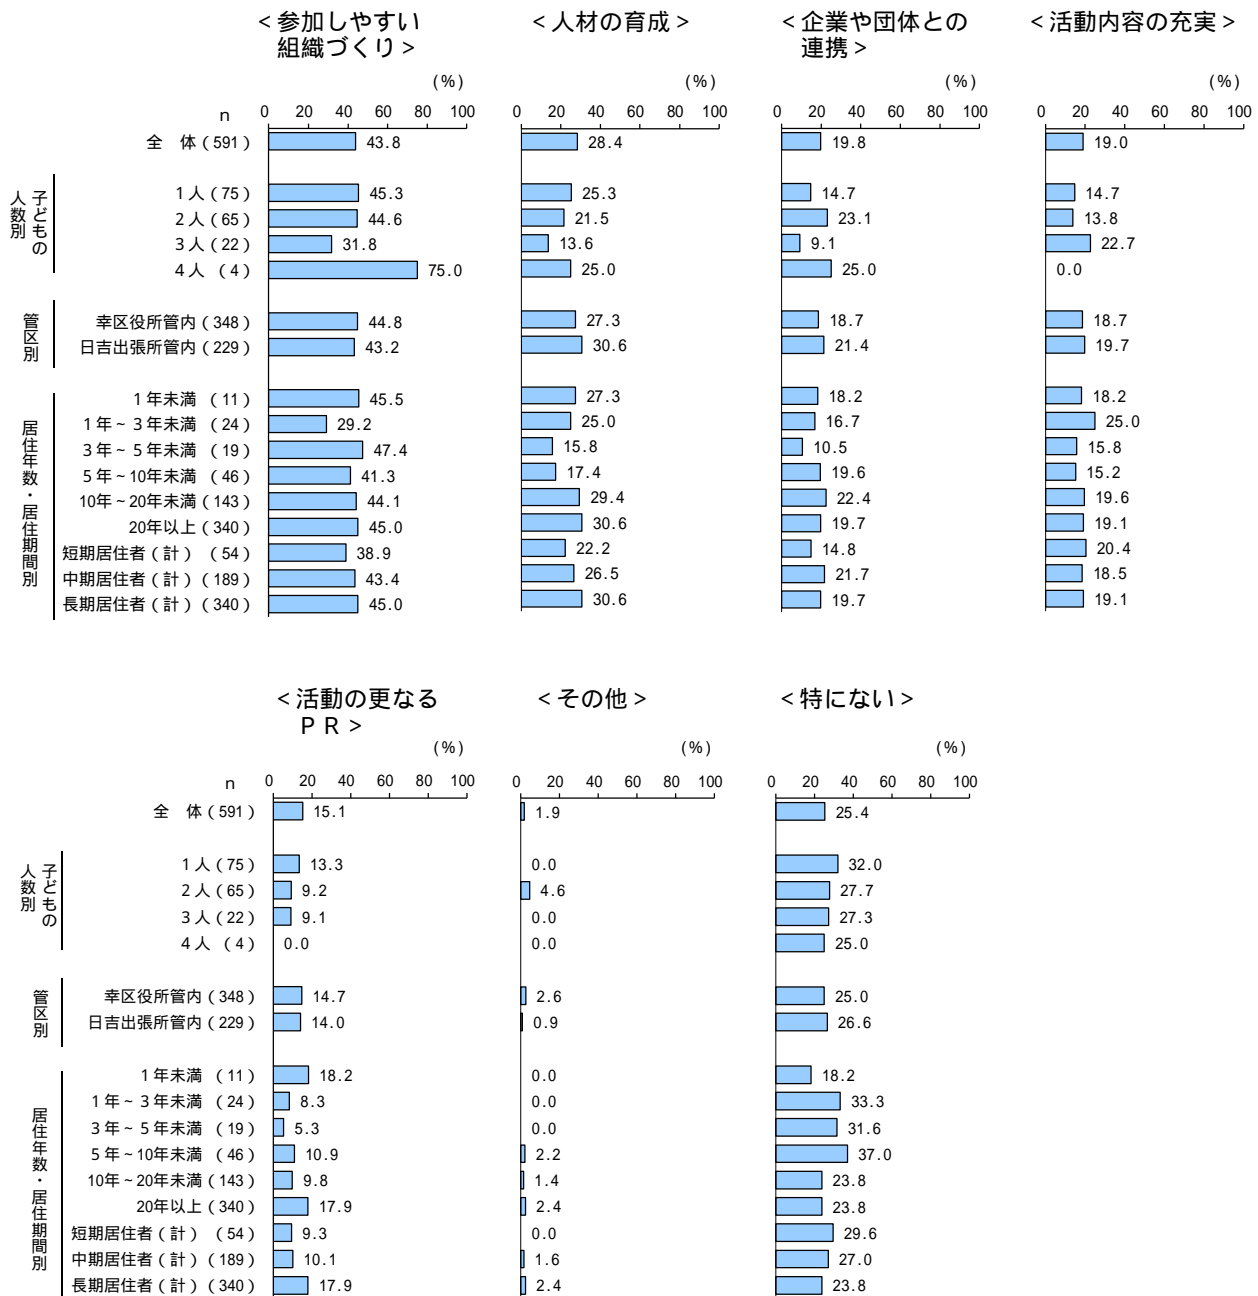 ＜参加しやすい　　＜人材の育成＞　　＜企業や団体との　　＜活動内容の充実＞
組織づくり＞　　連携＞
(％)　(％)　(％)　(％)
n　0 20 40 60 80 100　0 20 40 60 80 100　0 20 40 60 80 100　0 20 40 60 80 100
全　体(591)　43.8　28.4　19.8　19.0
子どもの人数別
1人(75)　45.3　25.3　14.7　14.7
2人(65)　44.6　21.5　23.1　13.8
3人(22)　31.8　13.6　9.1　22.7
4人 (4)　75.0　25.0　25.0　0.0
管区別
幸区役所管内(348)　44.8　27.3　18.7　18.7
日吉出張所管内(229)　43.2　30.6　21.4　19.7
居住年数・居住期間別
1年未満 (11)　45.5　27.3　18.2　18.2
1年～3年未満 (24)　29.2　25.0　16.7　25.0
3年～5年未満 (19)　47.4　15.8　10.5　15.8
5年～10年未満 (46)　41.3　17.4　19.6　15.2
10年～20年未満(143)　44.1　29.4　22.4　19.6
20年以上(340)　45.0　30.6　19.7　19.1
短期居住者(計) (54)　38.9　22.2　14.8　20.4
中期居住者(計)(189)　43.4　26.5　21.7　18.5
長期居住者(計)(340)　45.0　30.6　19.7　19.1
＜活動の更なる　　＜その他＞　　＜特にない＞
ＰＲ＞
(％)　(％)　(％)
n　0 20 40 60 80 100　0 20 40 60 80 100　0 20 40 60 80 100
全　体(591)　15.1　1.9　25.4
子どもの人数別
1人(75)　13.3　0.0　32.0
2人(65)　9.2　4.6　27.7
3人(22)　9.1　0.0　27.3
4人 (4)　0.0　0.0　25.0
管区別
幸区役所管内(348)　14.7　2.6　25.0
日吉出張所管内(229)　14.0　0.9　26.6
居住年数・居住期間別
1年未満 (11)　18.2　0.0　18.2
1年～3年未満 (24)　8.3　0.0　33.3
3年～5年未満 (19)　5.3　0.0　31.6
5年～10年未満 (46)　10.9　2.2　37.0
10年～20年未満(143)　9.8　1.4　23.8
20年以上(340)　17.9　2.4　23.8
短期居住者(計) (54)　9.3　0.0　29.6
中期居住者(計)(189)　10.1　1.6　27.0
長期居住者(計)(340)　17.9　2.4　23.8